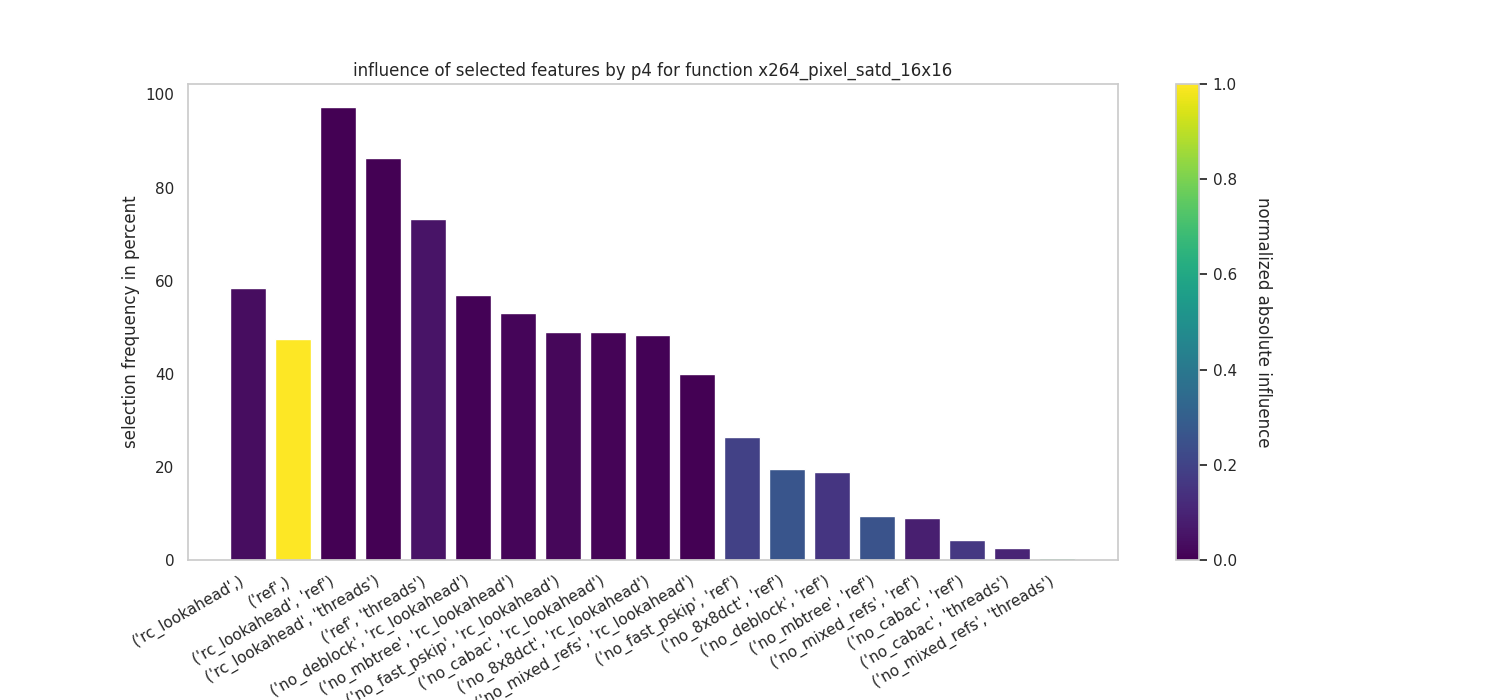 influence of selected features by p4 for function x264_pixel_satd_16x16
selection frequency in percent
100
80
60
40
20
0
('rc_lookahead',)
('ref',)
('rc_lookahead', 'ref')
('rc_lookahead', 'threads')
('ref', 'threads')
('no_deblock', 'rc_lookahead')
('no_mbtree', 'rc_lookahead')
('no_fast_pskip', 'rc_lookahead')
('no_cabac', 'rc_lookahead')
('no_8x8dct', 'rc_lookahead')
('no_mixed_refs', 'rc_lookahead')
('no_fast_pskip', 'ref')
('no_8x8dct', 'ref')
('no_deblock', 'ref')
('no_mbtree', 'ref')
('no_mixed_refs', 'ref')
('no_cabac', 'ref')
('no_cabac', 'threads')
('no_mixed_refs', 'threads')
1.0
0.8
0.6
0.4
0.2
0.0
normalized absolute influence